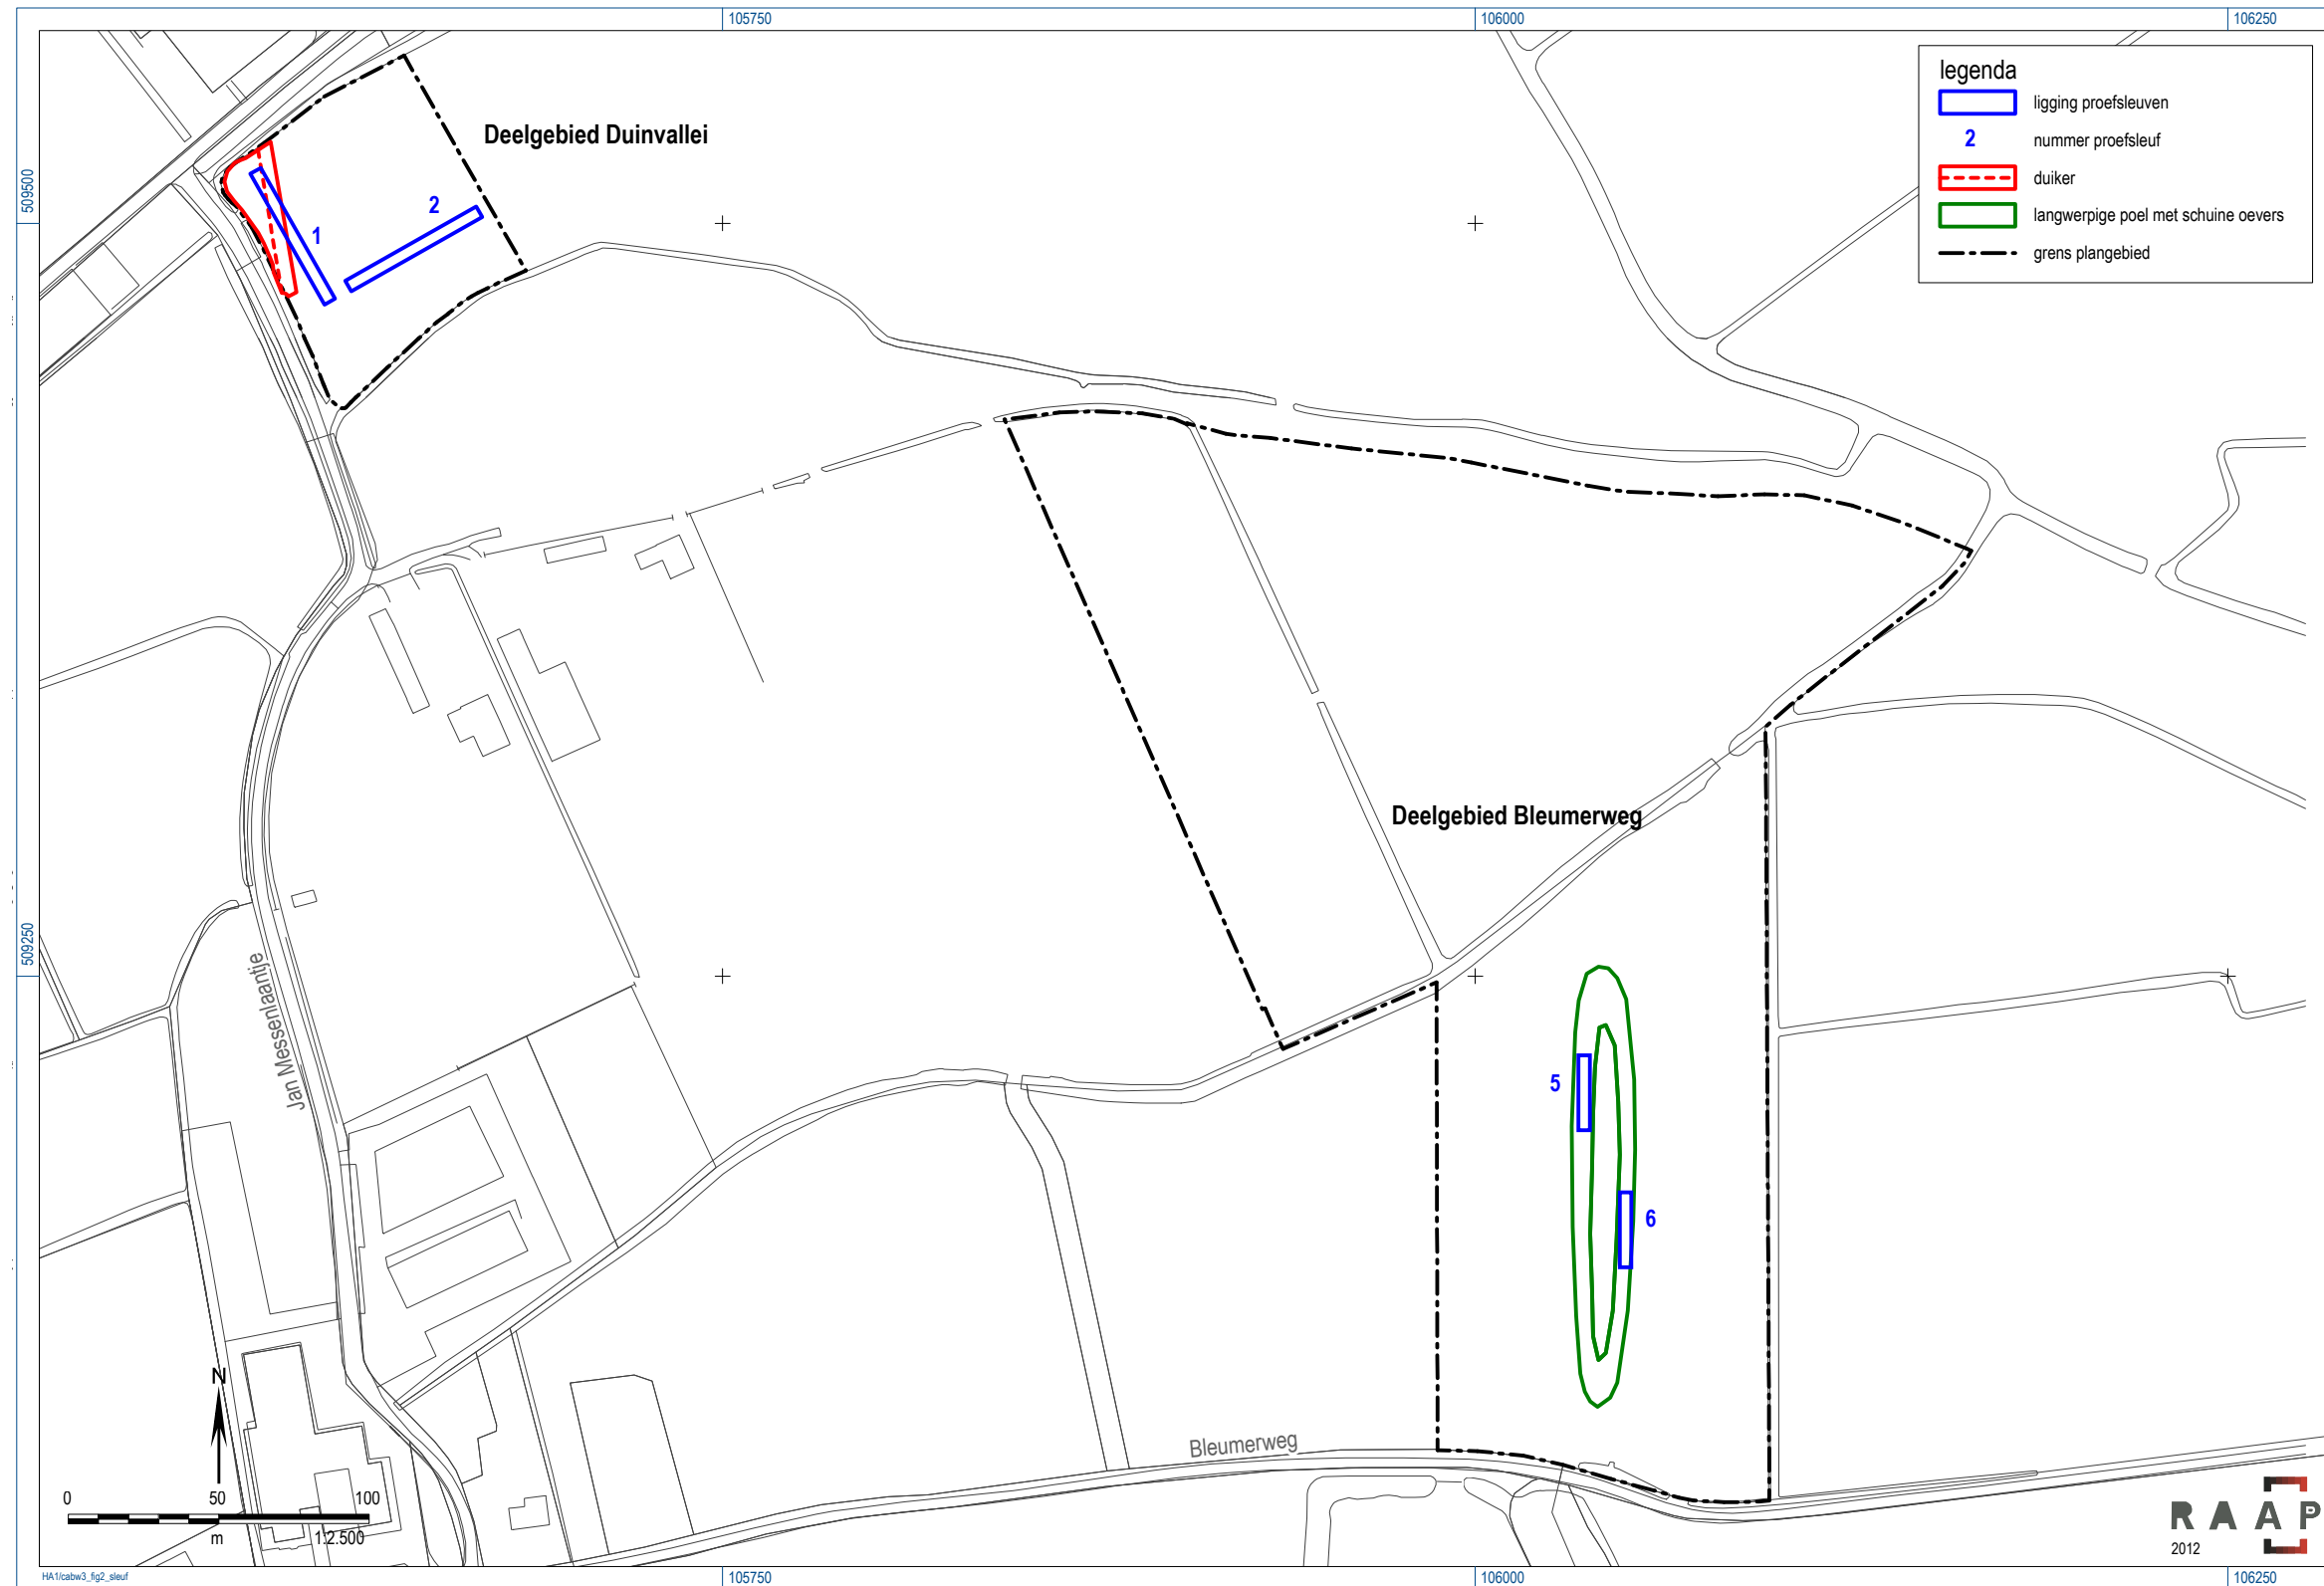 105750
106000
106250
legenda
ligging proefsleuven
2
nummer proefsleuf
duiker
langwerpige poel met schuine oevers
grens plangebied
Deelgebied Duinvallei
509500
2
1
Deelgebied Bleumerweg
509250
Jan Messenlaantje
5
6
Bleumerweg
N
0
50
100
m
1:2.500
RAAP
2012
HA1/cabw3_fig2_sleuf
105750
106000
106250